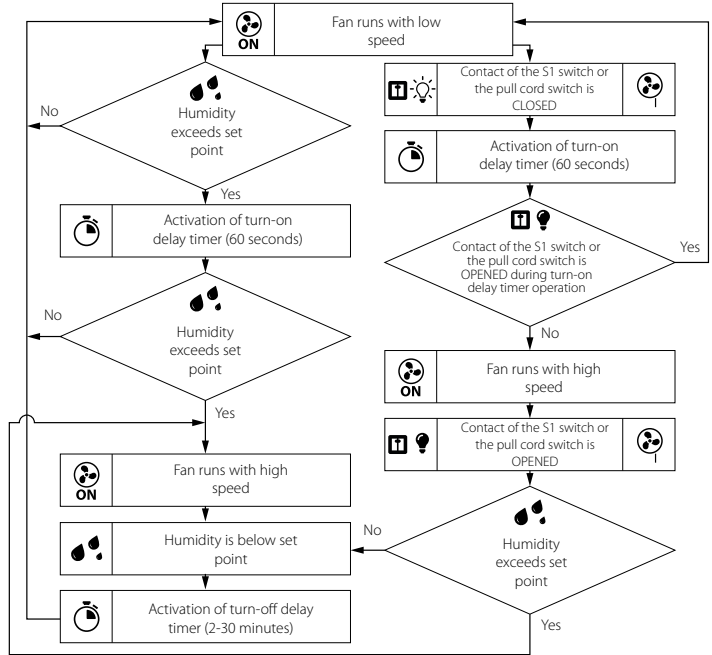 ON
Fan runs with low
speed
Humidity
exceeds set
point
No
Yes
Activation of turn-on
delay timer (60 seconds)
Humidity
exceeds set
point
No
Yes
ON
Fan runs with high
speed
Humidity is below set
point
Activation of turn-off delay
timer (2-30 minutes)
Contact of the S1 switch or
the pull cord switch is
CLOSED
Activation of turn-on
delay timer (60 seconds)
Contact of the S1 switch or
the pull cord switch is
OPENED during turn-on
delay timer operation
Yes
No
ON
Fan runs with high
speed
Contact of the S1 switch or
the pull cord switch is
OPENED
Humidity
exceeds set
point
No
Yes